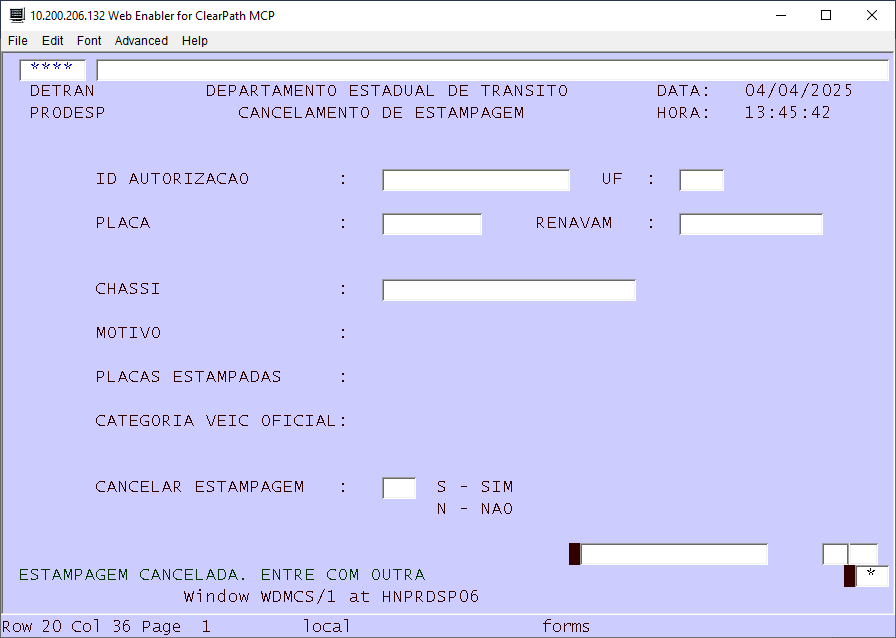 10.200.206.132 Web Enabler for ClearPath MCP
File Edit Font Advanced Help
****
DETRAN DEPARTAMENTO ESTADUAL DE TRANSITO DATA: 04/04/2025
PRODESP CANCELAMENTO DE ESTAMPAGEM HORA: 13:45:42
ID AUTORIZACAO : UF :
PLACA : RENAVAM :
CHASSI :
MOTIVO :
PLACAS ESTAMPADAS :
CATEGORIA VEIC OFICIAL:
CANCELAR ESTAMPAGEM : S - SIM
N - NAO
ESTAMPAGEM CANCELADA. ENTRE COM OUTRA *
Window WDMCS/1 at HNPRDSP06
Row 20 Col 36 Page 1 local forms